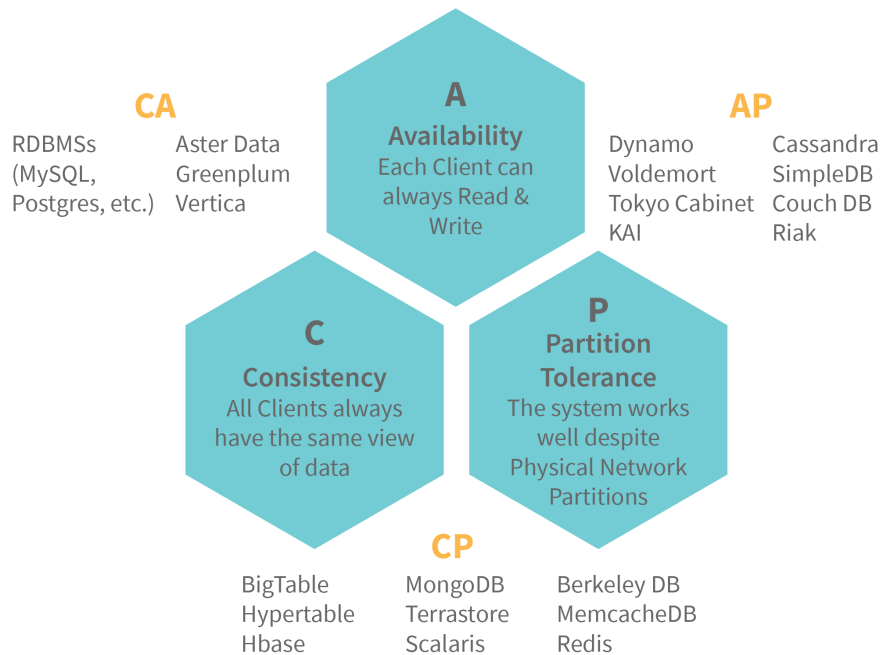 A
Availability
Each Client can
always Read &
Write
CA
RDBMSs
(MySQL,
Postgres, etc.)
Aster Data
Greenplum
Vertica
AP
Dynamo
Voldemort
Tokyo Cabinet
KAI
Cassandra
SimpleDB
Couch DB
Riak
C
Consistency
All Clients always
have the same view
of data
P
Partition
Tolerance
The system works
well despite
Physical Network
Partitions
CP
BigTable
Hypertable
Hbase
MongoDB
Terrastore
Scalaris
Berkeley DB
MemcacheDB
Redis